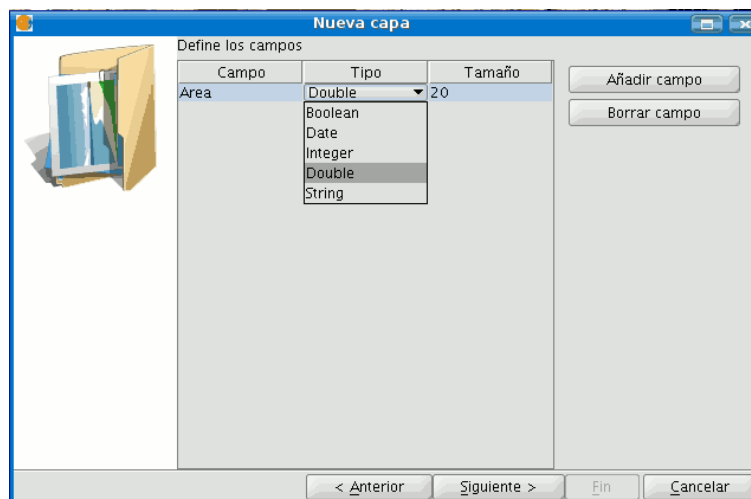 Nueva capa
Define los campos
Campo Tipo Tamaño
Area Double 20
Boolean
Date
Integer
Double
String
Añadir campo
Borrar campo
< Anterior Siguiente > Fin Cancelar